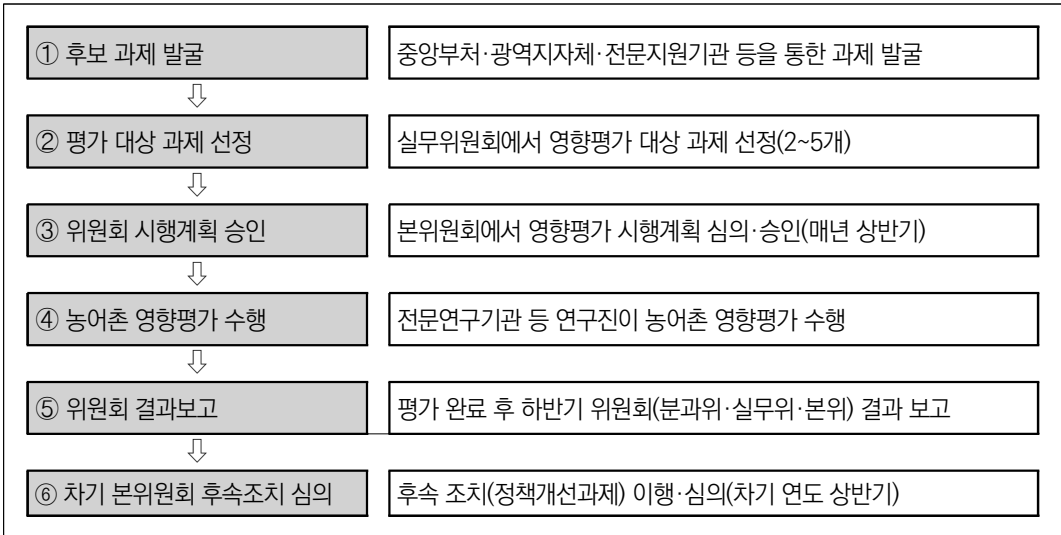 ① 후보 과제 발굴
중앙부처·광역지자체·전문지원기관 등을 통한 과제 발굴
② 평가 대상 과제 선정
실무위원회에서 영향평가 대상 과제 선정(2~5개)
③ 위원회 시행계획 승인
본위원회에서 영향평가 시행계획 심의·승인(매년 상반기)
④ 농어촌 영향평가 수행
전문연구기관 등 연구진이 농어촌 영향평가 수행
⑤ 위원회 결과보고
평가 완료 후 하반기 위원회(분과위·실무위·본위) 결과 보고
⑥ 차기 본위원회 후속조치 심의
후속 조치(정책개선과제) 이행·심의(차기 연도 상반기)